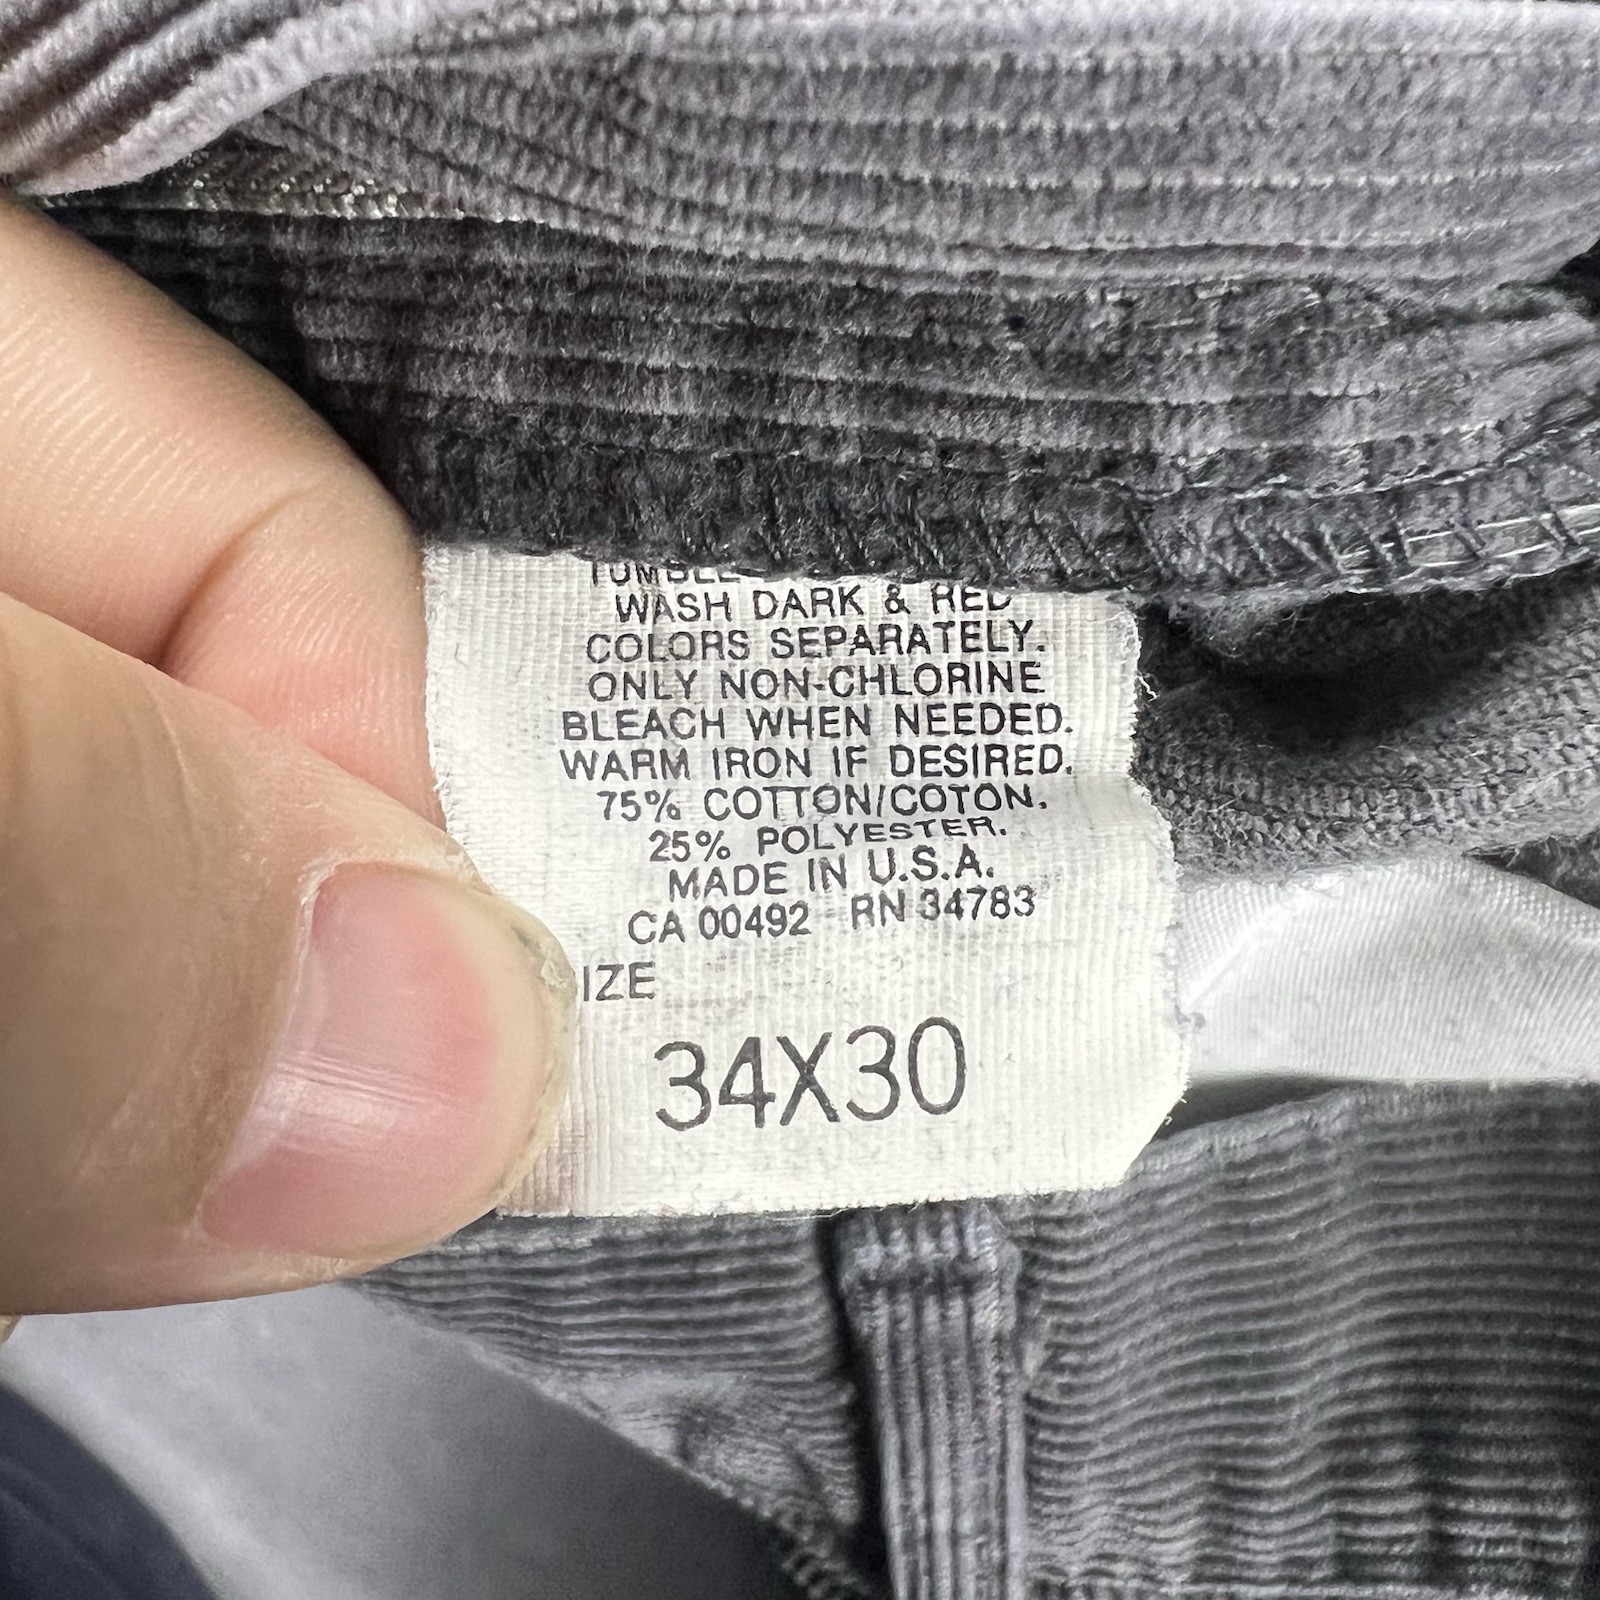 TUMBLE
WASH DARK & RED
COLORS SEPARATELY.
ONLY NON-CHLORINE
BLEACH WHEN NEEDED.
WARM IRON IF DESIRED.
75% COTTON/COTON.
25% POLYESTER.
MADE IN U.S.A.
CA 00492 RN 34783
IZE
34X30